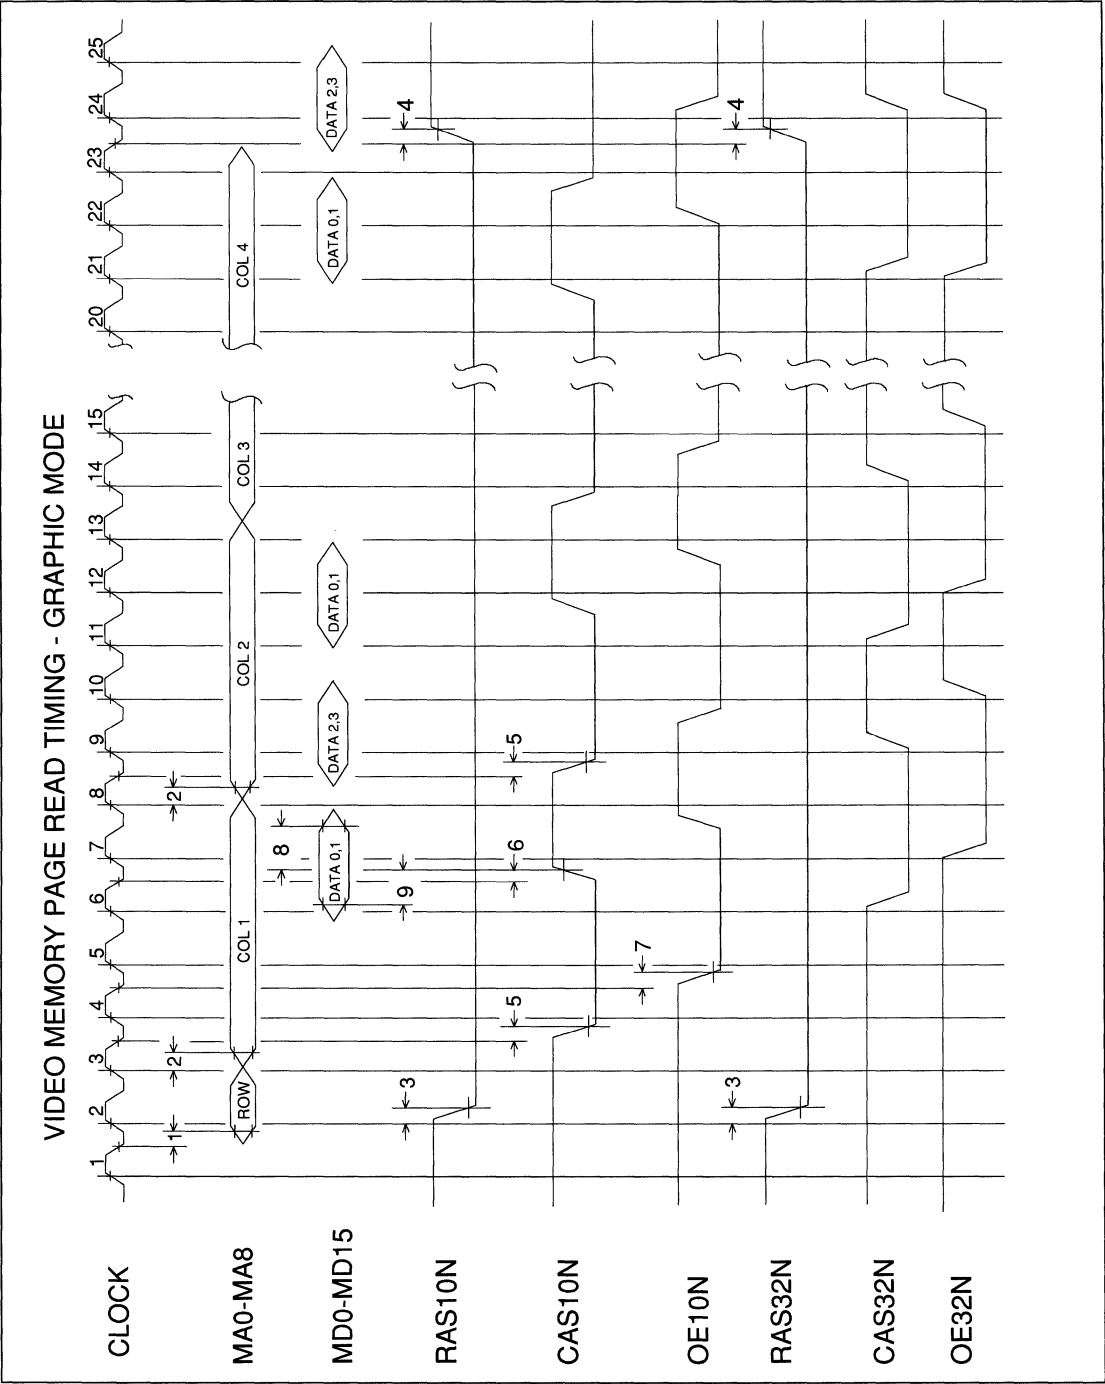 VIDEO MEMORY PAGE READ TIMING - GRAPHIC MODE
CLOCK 1 2 3 4 5 6 7 8 9 10 11 12 13 14 15 20 21 22 23 24 25
1 2 2
MA0-MA8 ROW COL 1 COL 2 COL 3 COL 4
8
MD0-MD15 DATA 0,1 DATA 2,3 DATA 0,1 DATA 0,1 DATA 2,3
9
RAS10N 3 4
CAS10N 5 6 5
OE10N 7
RAS32N 3 4
CAS32N
OE32N